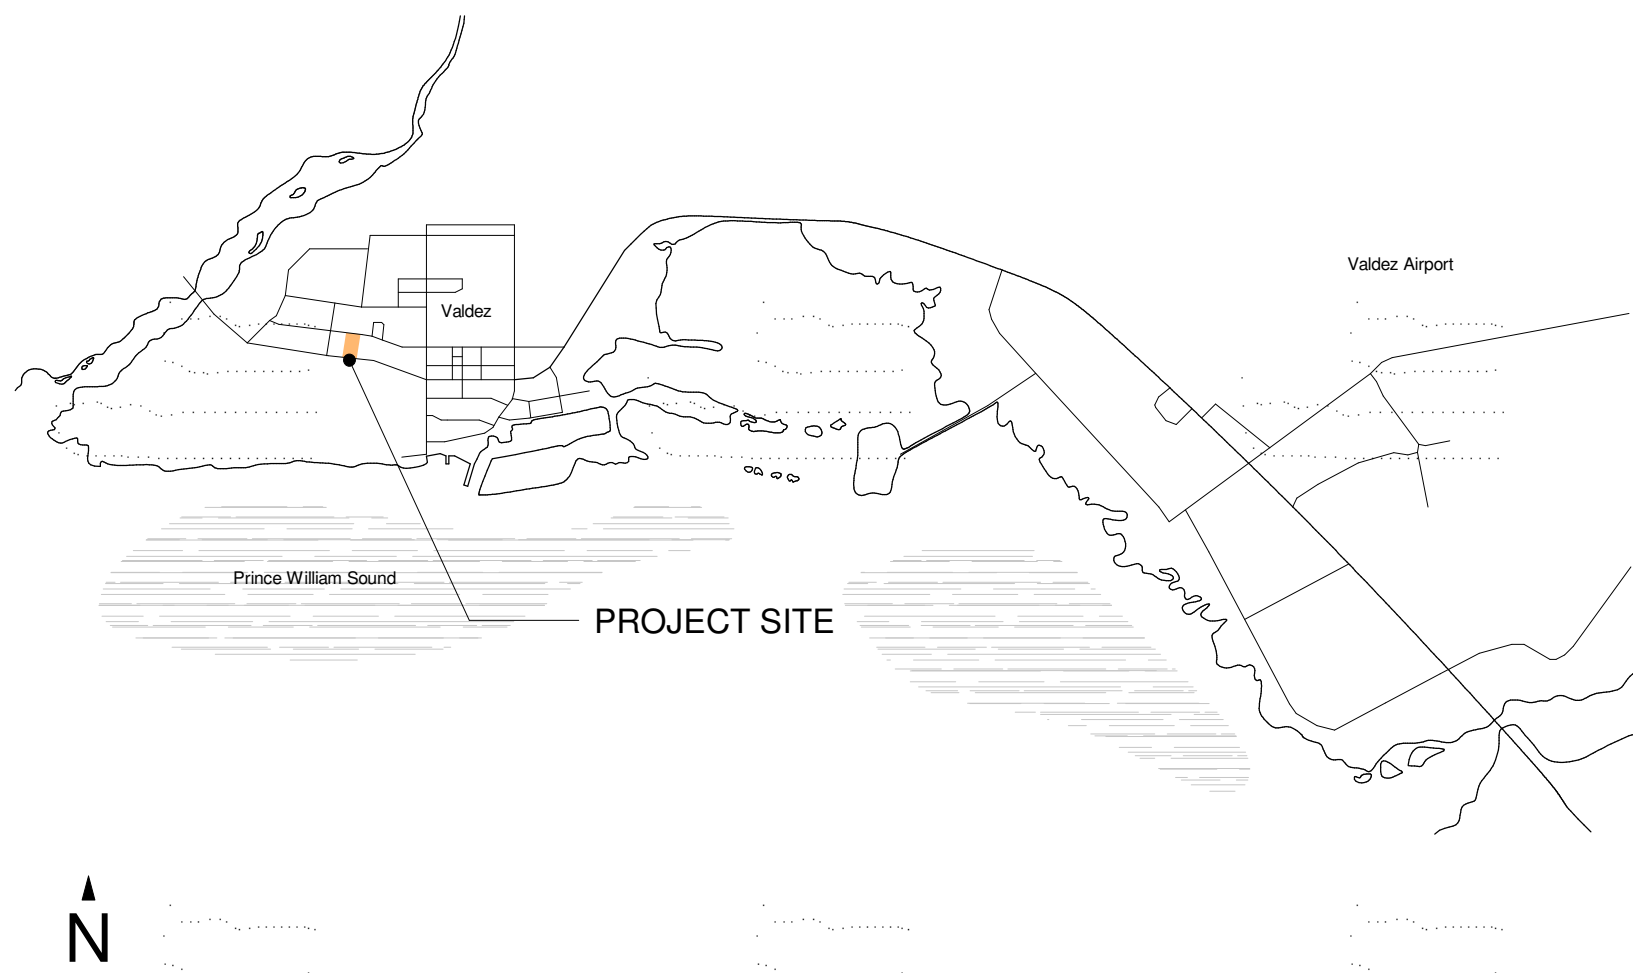 Valdez Airport
Valdez
Prince William Sound
PROJECT SITE
N